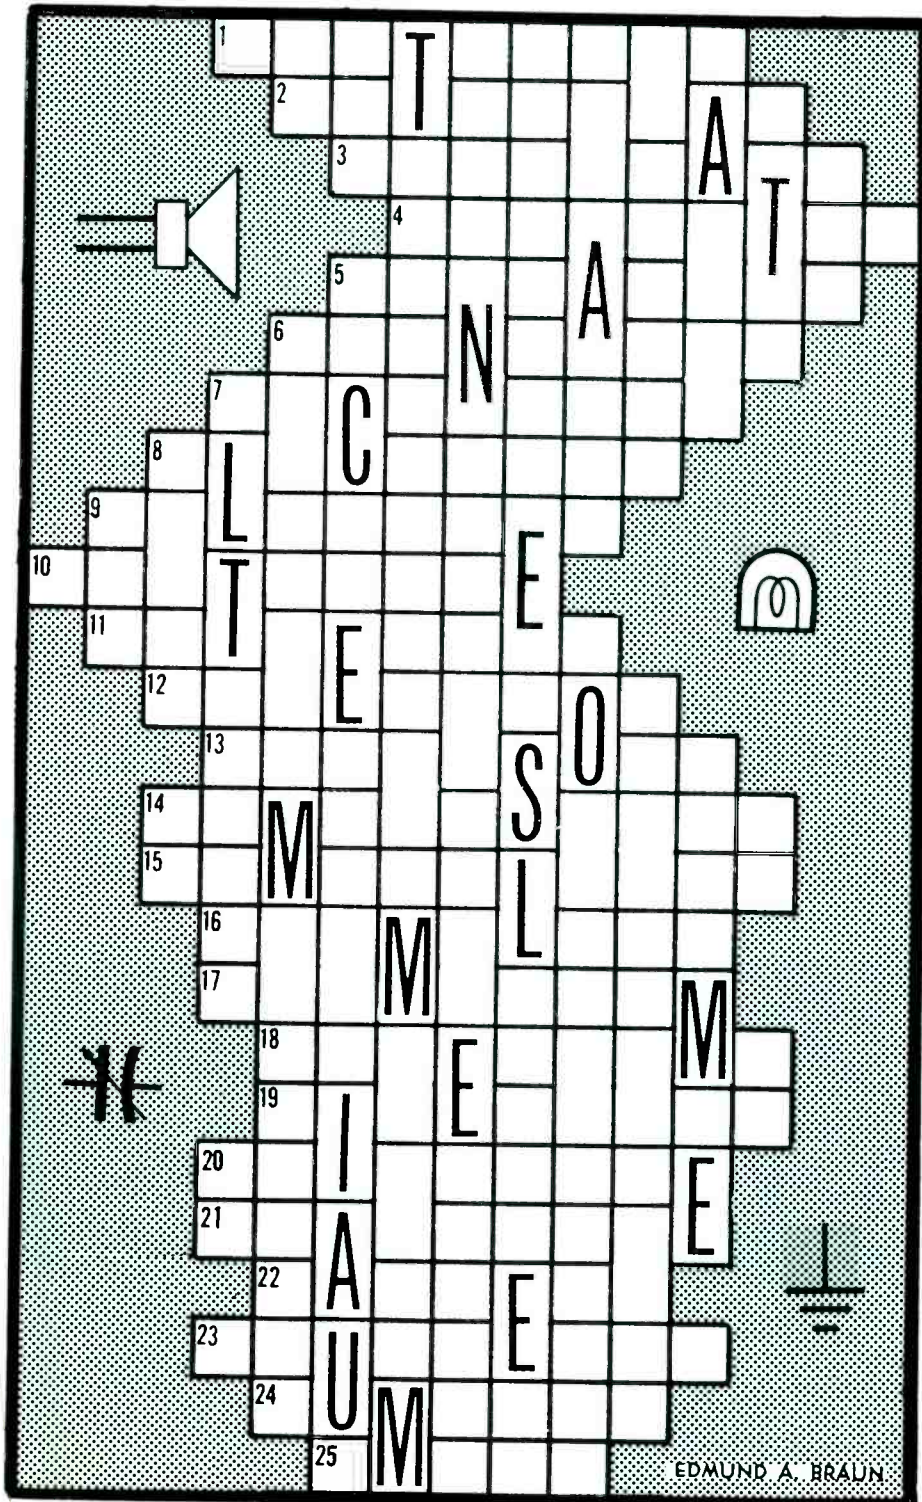 1 T
2 A
3 T
4
5 A
6 N
7 C
8 L
9
10 T E
11 E
12 O
13 S
14 M
15 L
16 M
17 M
18 E
19 I
20 E
21 A
22 E
23 U
24 M
25
EDMUND A. BRAUN